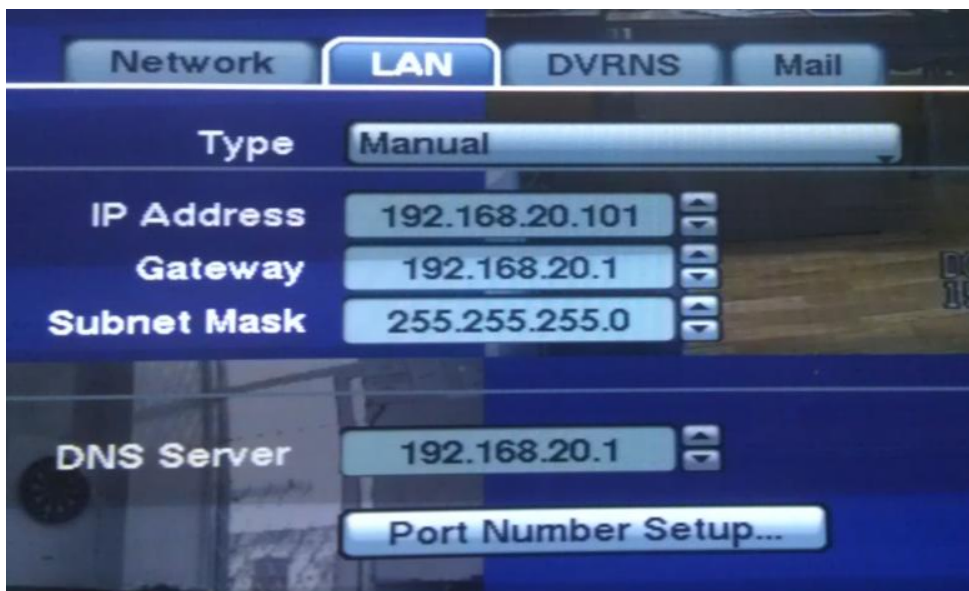 Network LAN DVRNS Mail
Type Manual
IP Address 192.168.20.101
Gateway 192.168.20.1
Subnet Mask 255.255.255.0
DNS Server 192.168.20.1
Port Number Setup...